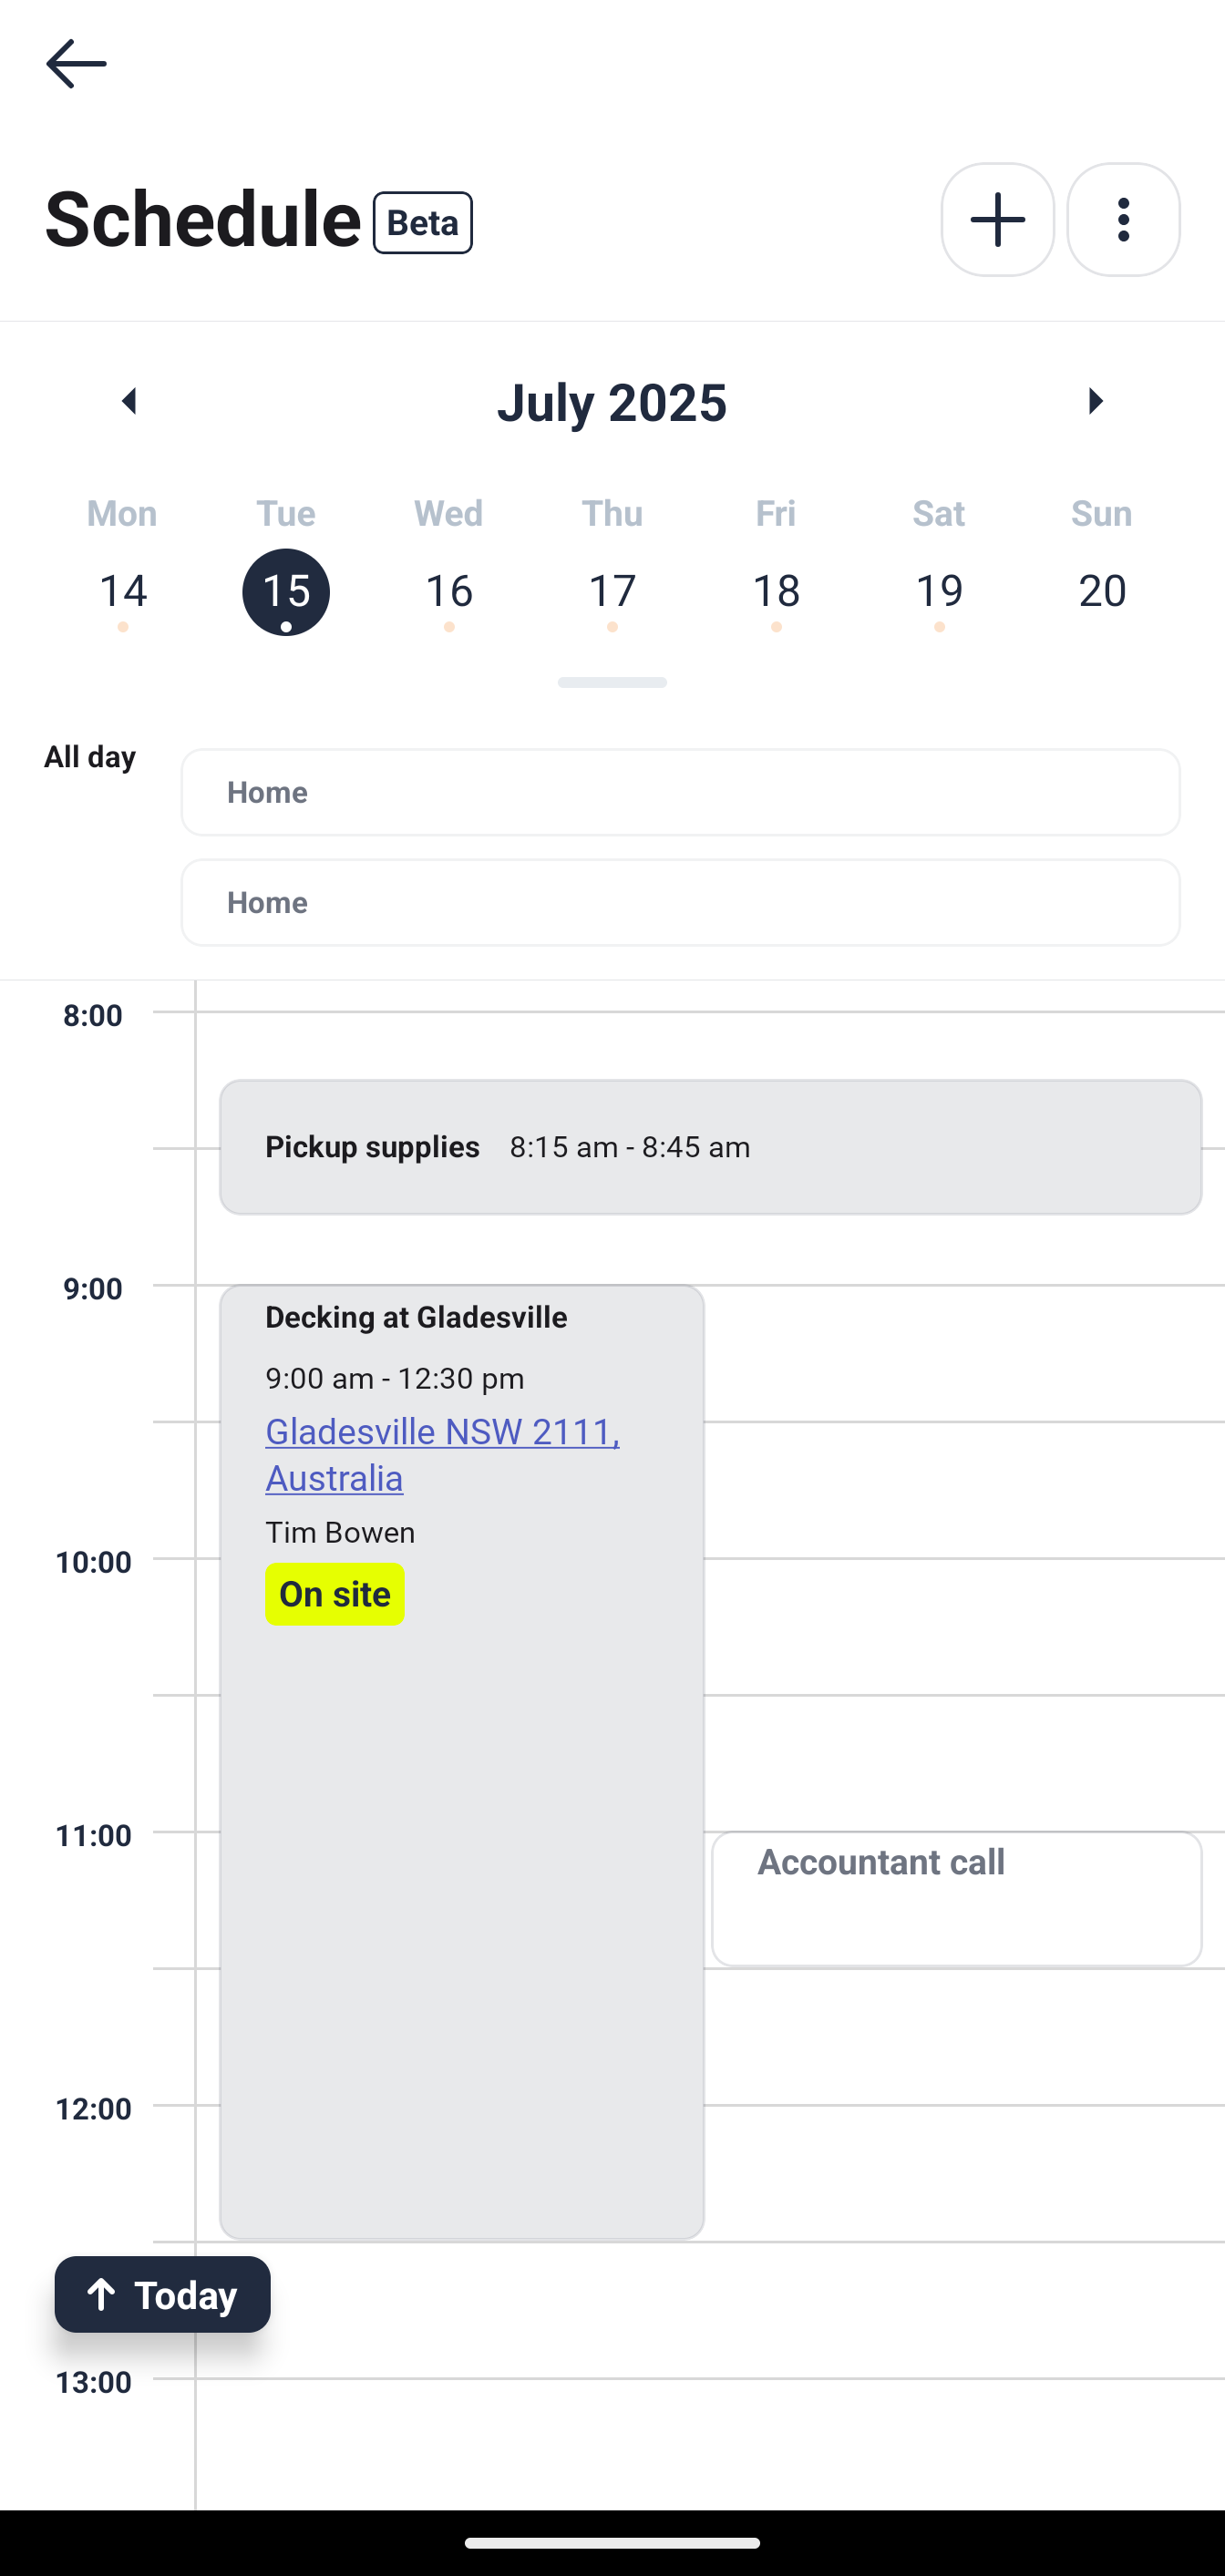 Schedule Beta
July 2025
Mon Tue Wed Thu Fri Sat Sun
14 15 16 17 18 19 20
All day
Home
Home
8:00
Pickup supplies 8:15 am - 8:45 am
9:00
Decking at Gladesville
9:00 am - 12:30 pm
Gladesville NSW 2111,
Australia
Tim Bowen
10:00
On site
11:00
Accountant call
12:00
Today
13:00